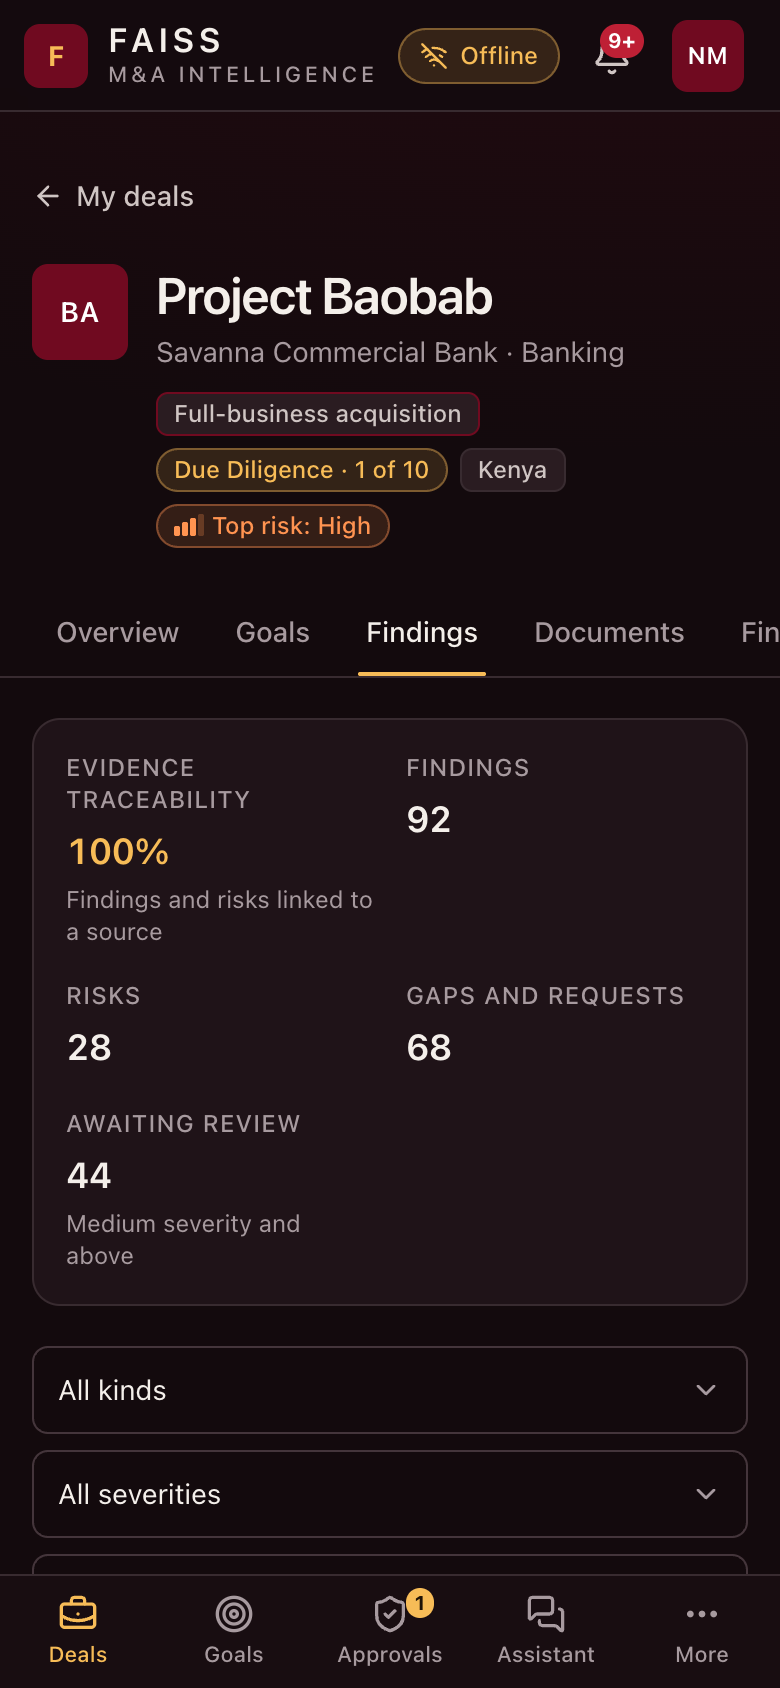 F
FAISS
M&A INTELLIGENCE
Offline
9+
NM
My deals
BA
Project Baobab
Savanna Commercial Bank · Banking
Full-business acquisition
Due Diligence · 1 of 10
Kenya
Top risk: High
Overview
Goals
Findings
Documents
Fin
EVIDENCE
TRACEABILITY
100%
Findings and risks linked to
a source
FINDINGS
92
RISKS
28
GAPS AND REQUESTS
68
AWAITING REVIEW
44
Medium severity and
above
All kinds
All severities
Deals
Goals
1
Approvals
Assistant
More